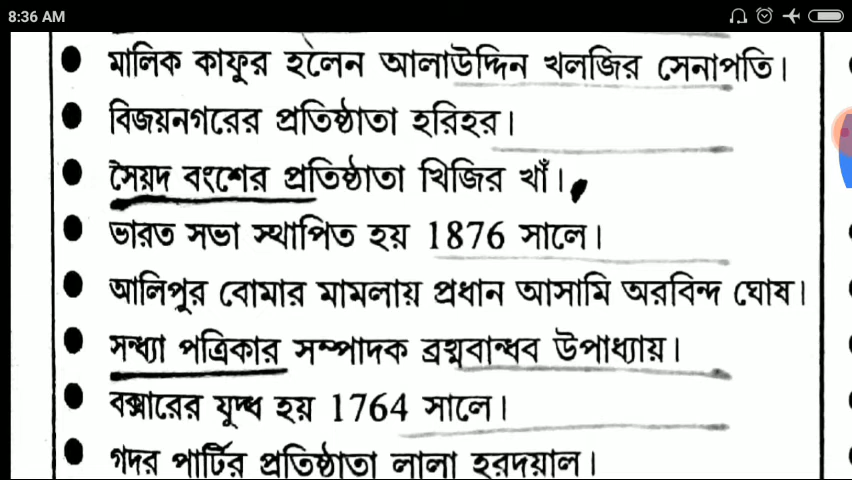 8:36 AM
মালিক কাফুর হলেন আলাউদ্দিন খলজির সেনাপতি।
বিজয়নগরের প্রতিষ্ঠাতা হরিহর।
সৈয়দ বংশের প্রতিষ্ঠাতা খিজির খাঁ।
ভারত সভা স্থাপিত হয় 1876 সালে।
আলিপুর বোমার মামলায় প্রধান আসামি অরবিন্দ ঘোষ।
সন্ধ্যা পত্রিকার সম্পাদক ব্রহ্মবান্ধব উপাধ্যায়।
বক্সারের যুদ্ধ হয় 1764 সালে।
গদর পার্টির প্রতিষ্ঠাতা লালা হরদয়াল।